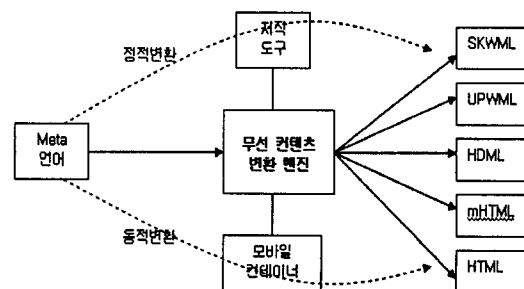 저작
도구
정적변환
SKWML
UPWML
Meta
언어
무선 컨텐츠
변환 엔진
HDML
mHTML
동적변환
모바일
컨테이너
HTML